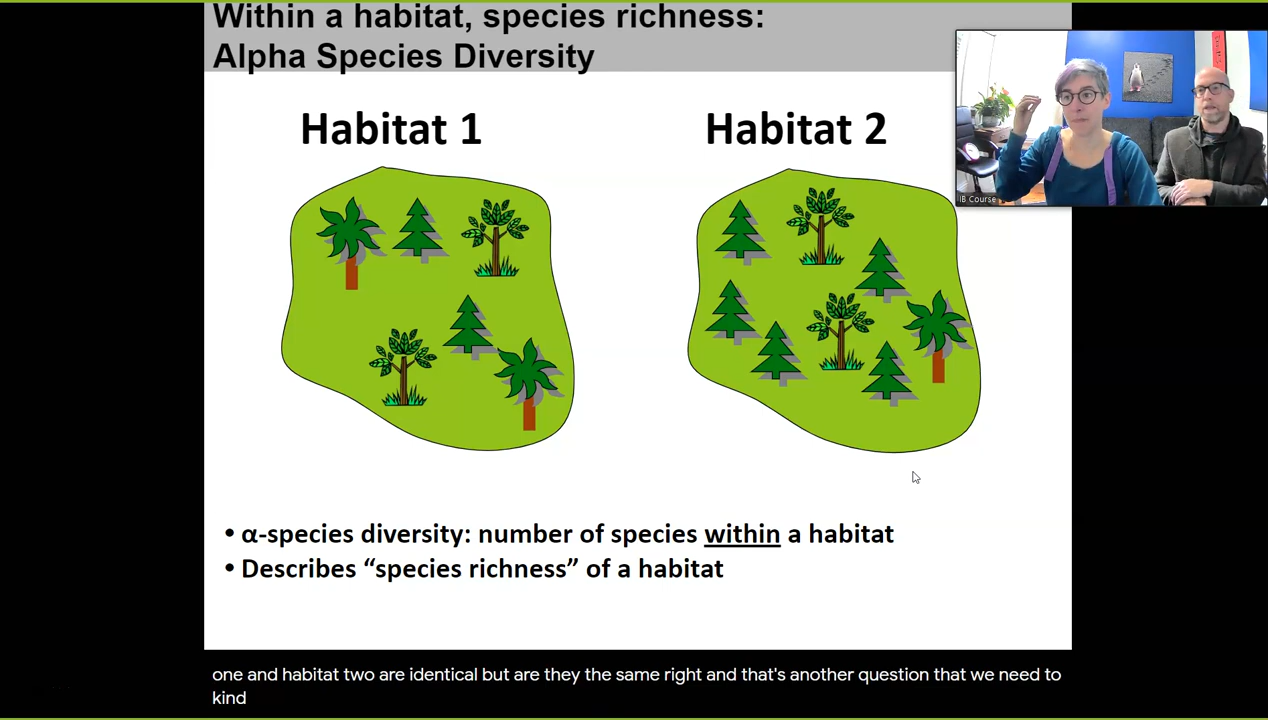 Within a habitat, species richness:
Alpha Species Diversity
Habitat 1
Habitat 2
IB Course
• α-species diversity: number of species within a habitat
• Describes “species richness” of a habitat
one and habitat two are identical but are they the same right and that's another question that we need to
kind